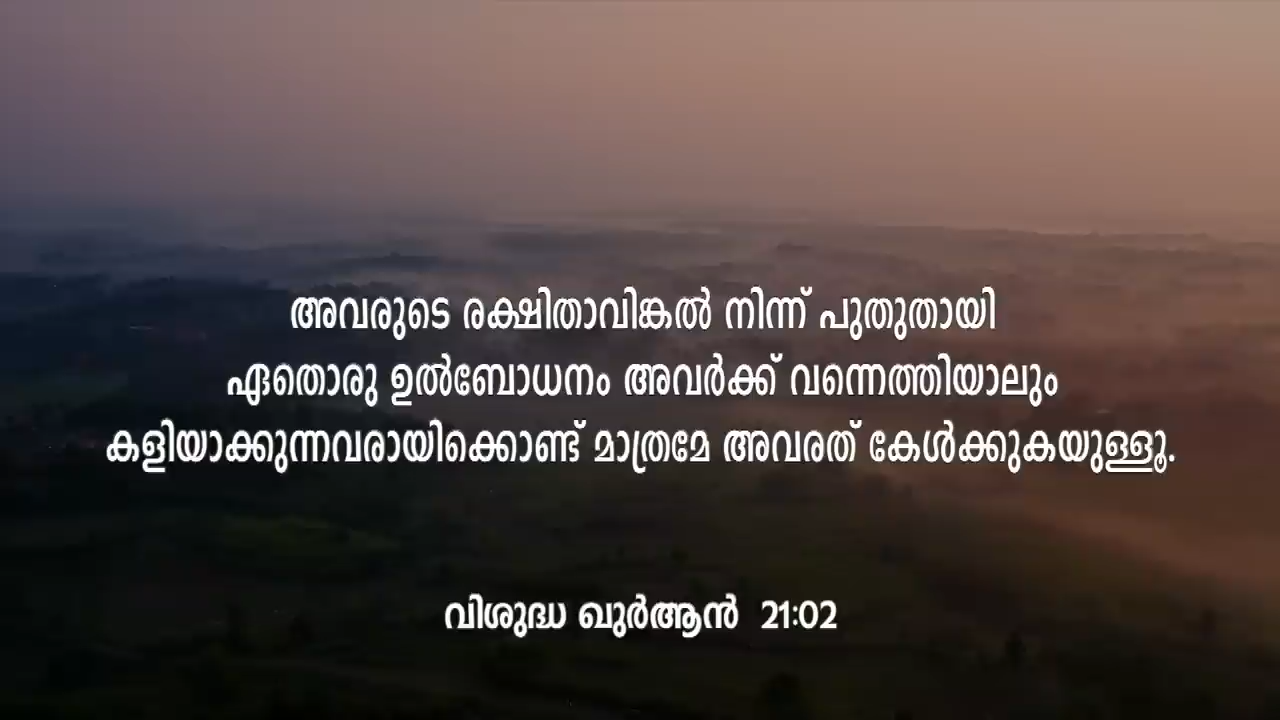 അവരുടെ രക്ഷിതാവിങ്കൽ നിന്ന് പുതുതായി
ഏതൊരു ഉൽബോധനം അവർക്ക് വന്നെത്തിയാലും
കളിയാക്കുന്നവരായിക്കൊണ്ട് മാത്രമേ അവരത് കേൾക്കുകയുള്ളൂ.
വിശുദ്ധ ഖുർആൻ 21:02